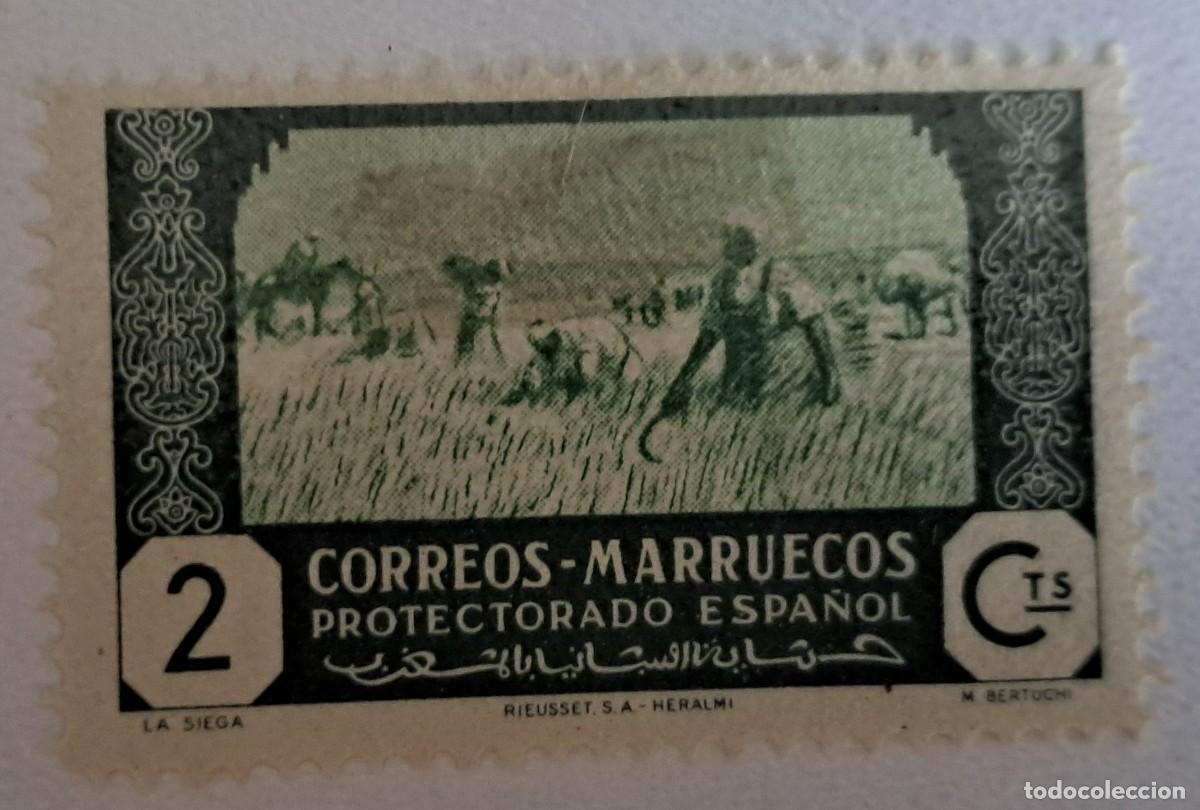 CORREOS-MARRUECOS
2 PROTECTORADO ESPAÑOL CTS
حماية اسبانيا بالمغرب
LA SIEGA RIEUSSET. S.A-HERALMI M. BERTUCHI
todocoleccion